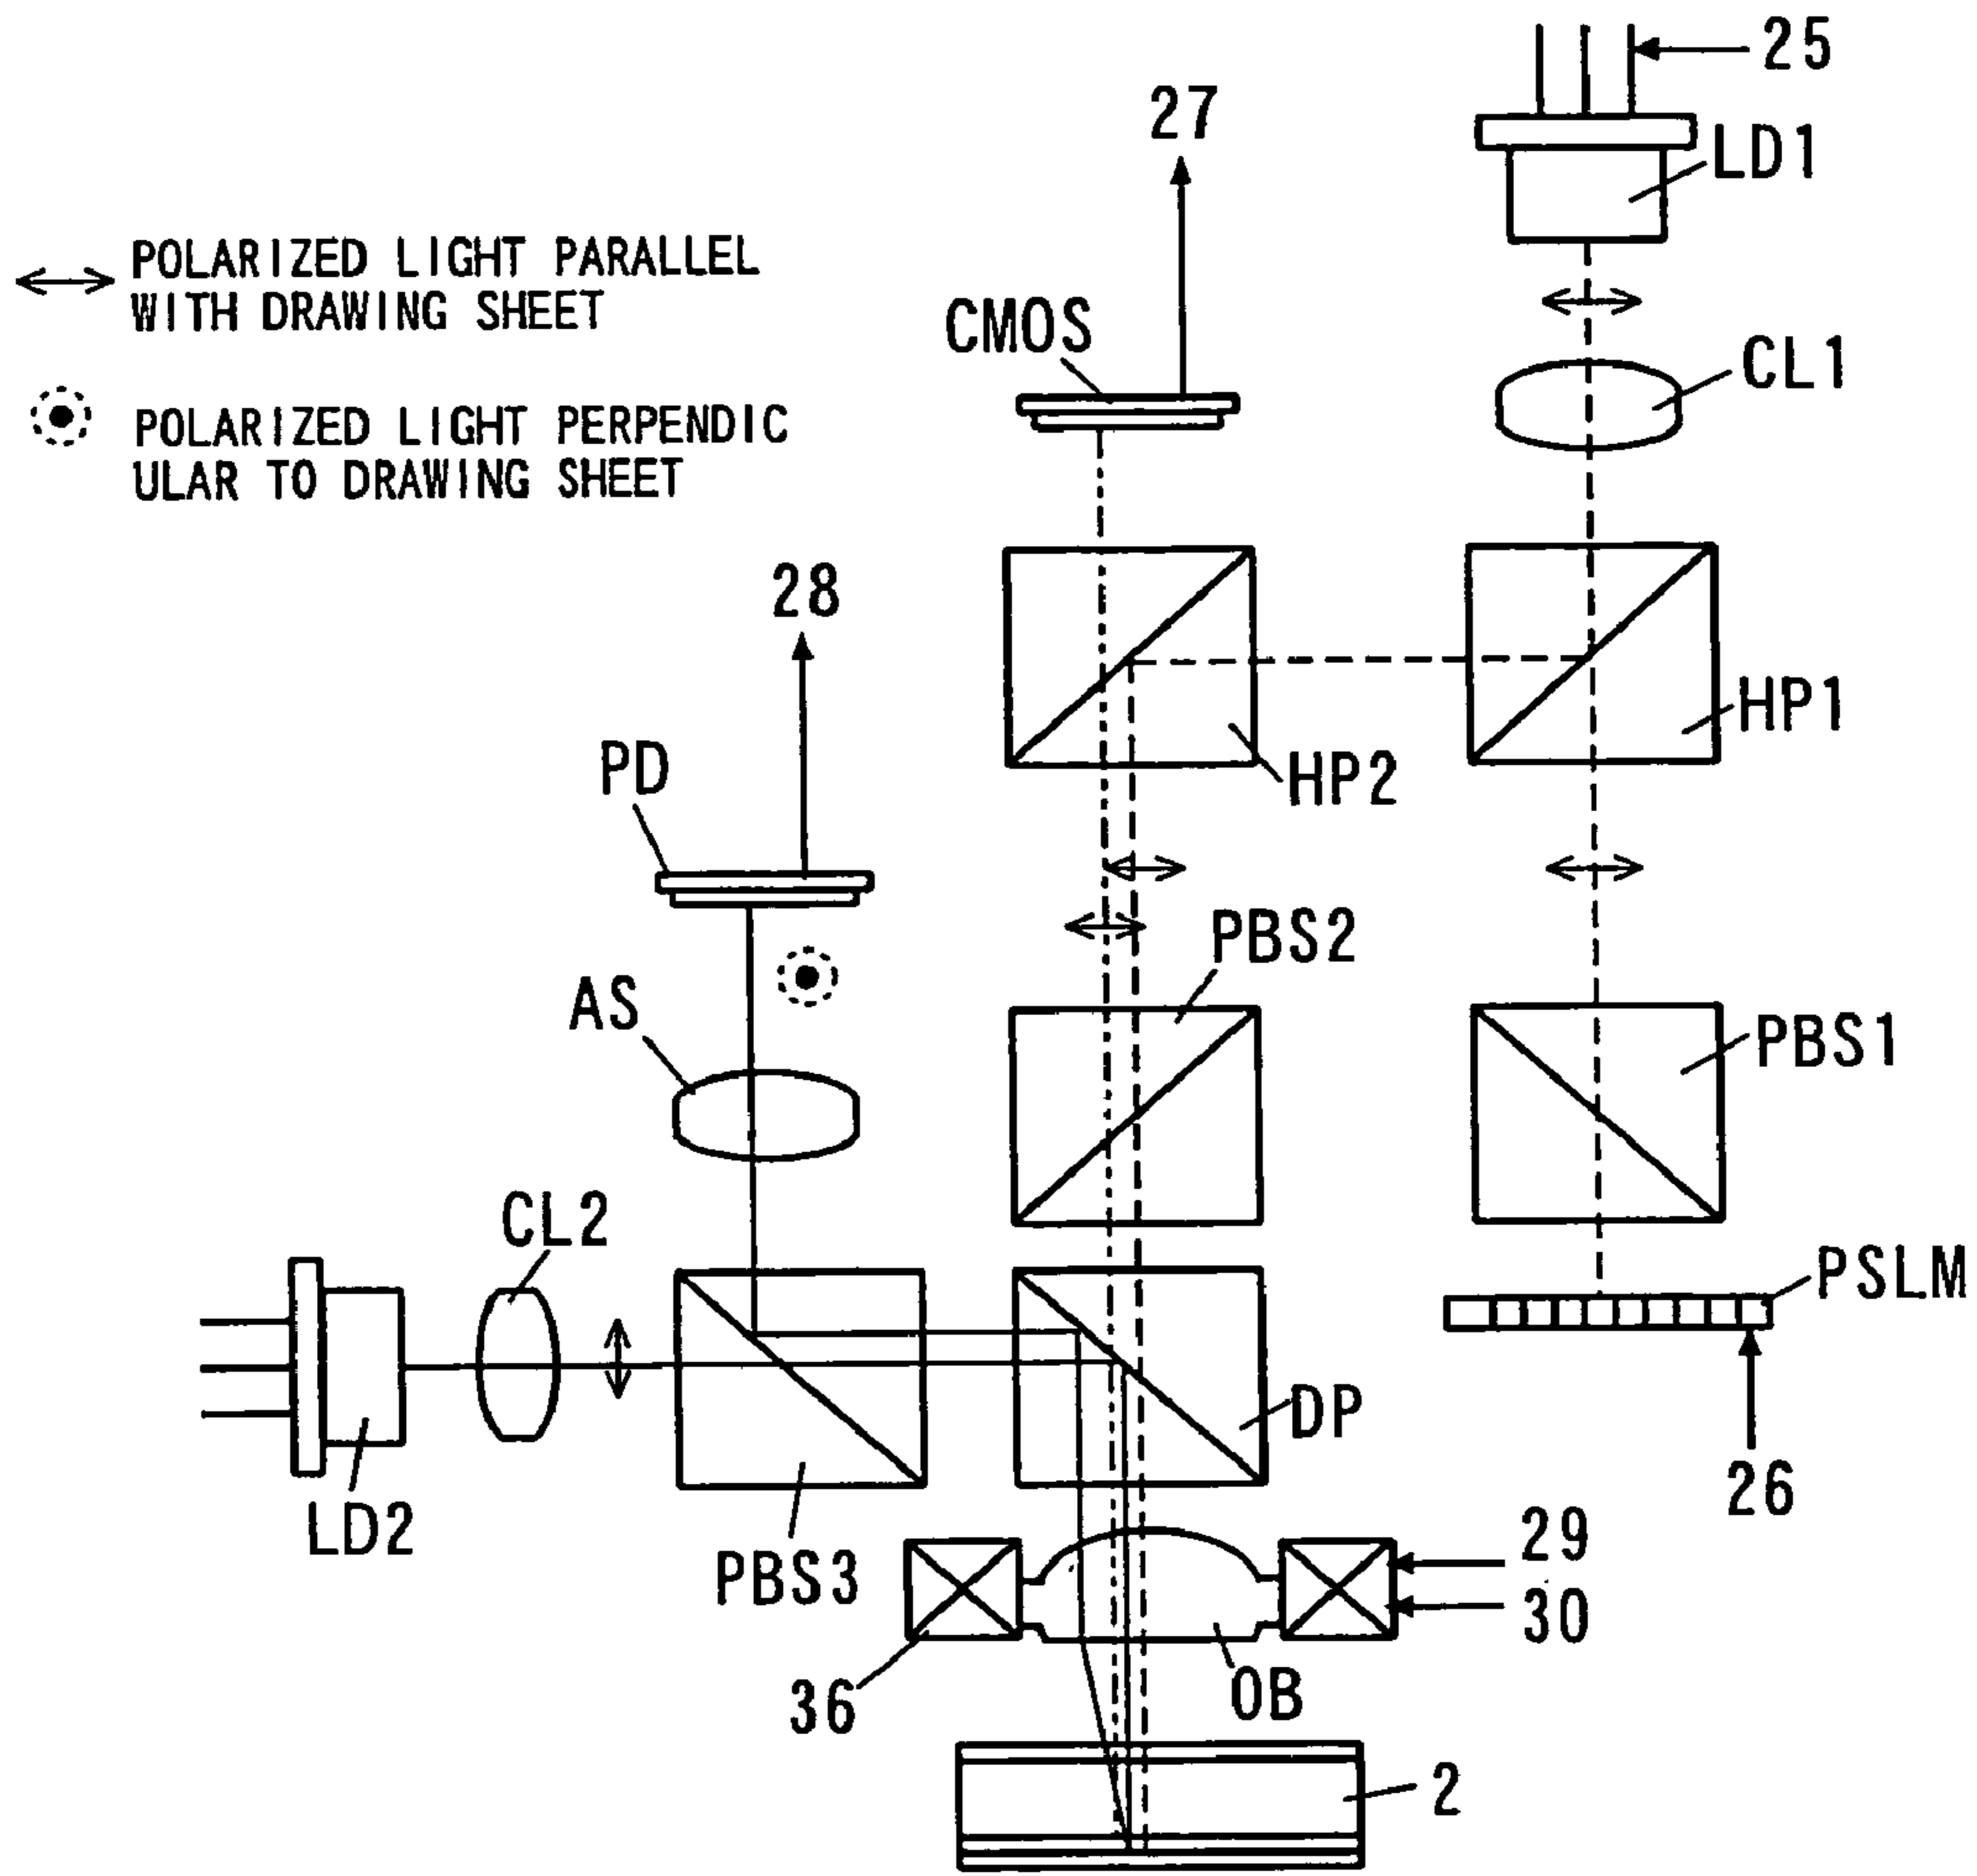 25
27
LD1
POLARIZED LIGHT PARALLEL
WITH DRAWING SHEET
CMOS
CL1
POLARIZED LIGHT PERPENDIC
ULAR TO DRAWING SHEET
28
HP1
PD
HP2
PBS2
AS
PBS1
CL2
PSLM
DP
26
LD2
29
PBS3
30
36
OB
2